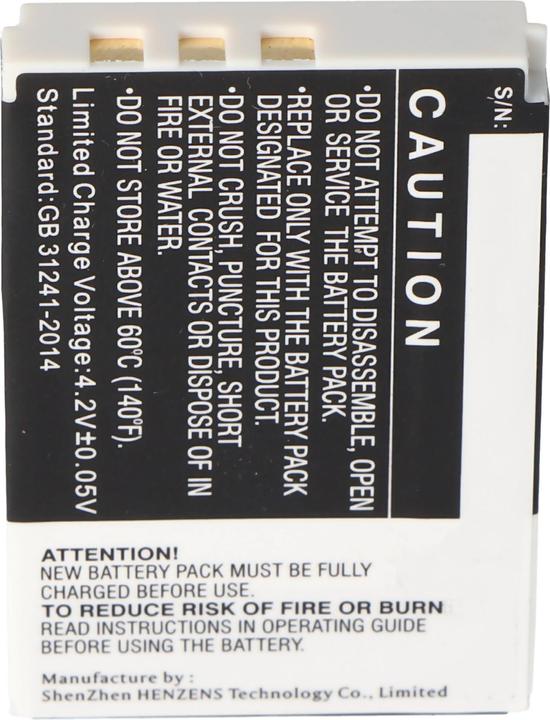 S/N:
CAUTION
•DO NOT ATTEMPT TO DISASSEMBLE, OPEN
OR SERVICE THE BATTERY PACK.
•REPLACE ONLY WITH THE BATTERY PACK
DESIGNATED FOR THIS PRODUCT.
•DO NOT CRUSH, PUNCTURE, SHORT
EXTERNAL CONTACTS OR DISPOSE OF IN
FIRE OR WATER.
•DO NOT STORE ABOVE 60℃ (140℉).
Limited Charge Voltage:4.2V±0.05V
Standard:GB 31241-2014
ATTENTION!
NEW BATTERY PACK MUST BE FULLY
CHARGED BEFORE USE.
TO REDUCE RISK OF FIRE OR BURN
READ INSTRUCTIONS IN OPERATING GUIDE
BEFORE USING THE BATTERY.
Manufacture by :
ShenZhen HENZENS Technology Co., Limited